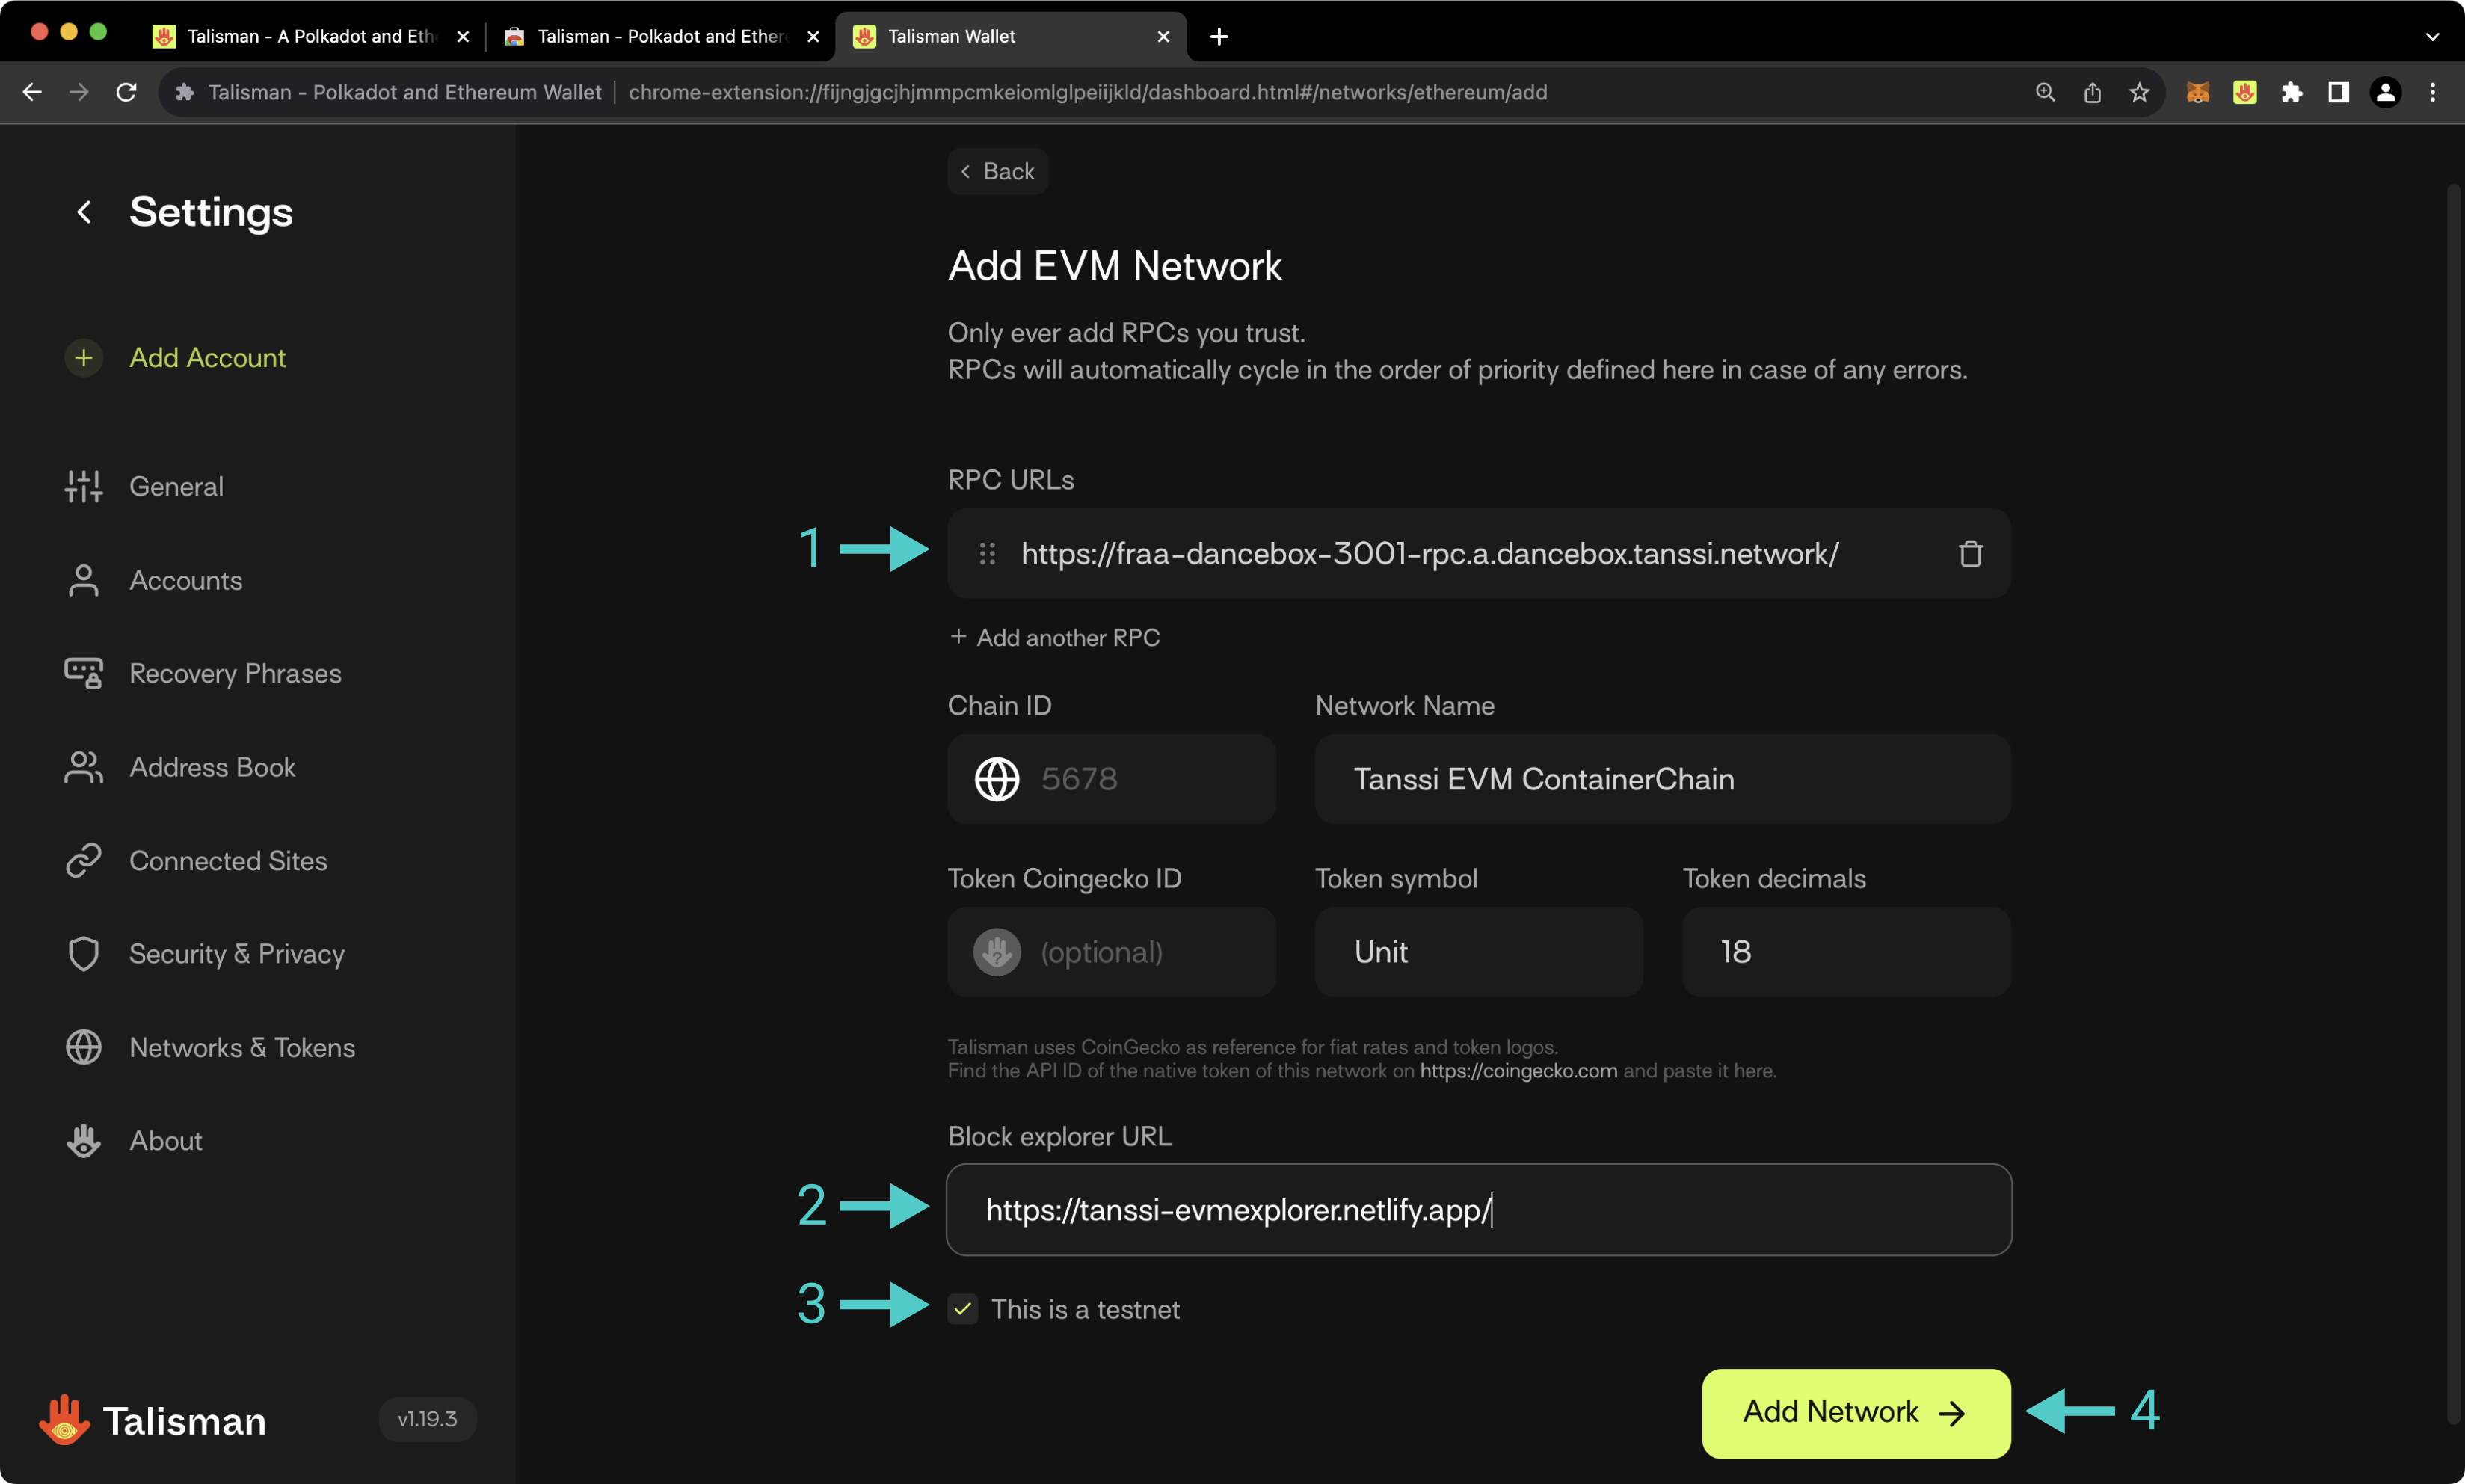 Talisman - A Polkadot and Eth
Talisman - Polkadot and Ether
Talisman Wallet
Talisman - Polkadot and Ethereum Wallet
chrome-extension://fijngjgcjhjmmpcmkeiomlglpeiijkld/dashboard.html#/networks/ethereum/add
Settings
Add Account
General
Accounts
Recovery Phrases
Address Book
Connected Sites
Security & Privacy
Networks & Tokens
About
Talisman
v1.19.3
Back
Add EVM Network
Only ever add RPCs you trust.
RPCs will automatically cycle in the order of priority defined here in case of any errors.
RPC URLs
1
https://fraa-dancebox-3001-rpc.a.dancebox.tanssi.network/
+ Add another RPC
Chain ID
Network Name
5678
Tanssi EVM ContainerChain
Token Coingecko ID
Token symbol
Token decimals
(optional)
Unit
18
Talisman uses CoinGecko as reference for fiat rates and token logos.
Find the API ID of the native token of this network on https://coingecko.com and paste it here.
Block explorer URL
2
https://tanssi-evmexplorer.netlify.app/
3
This is a testnet
Add Network
4